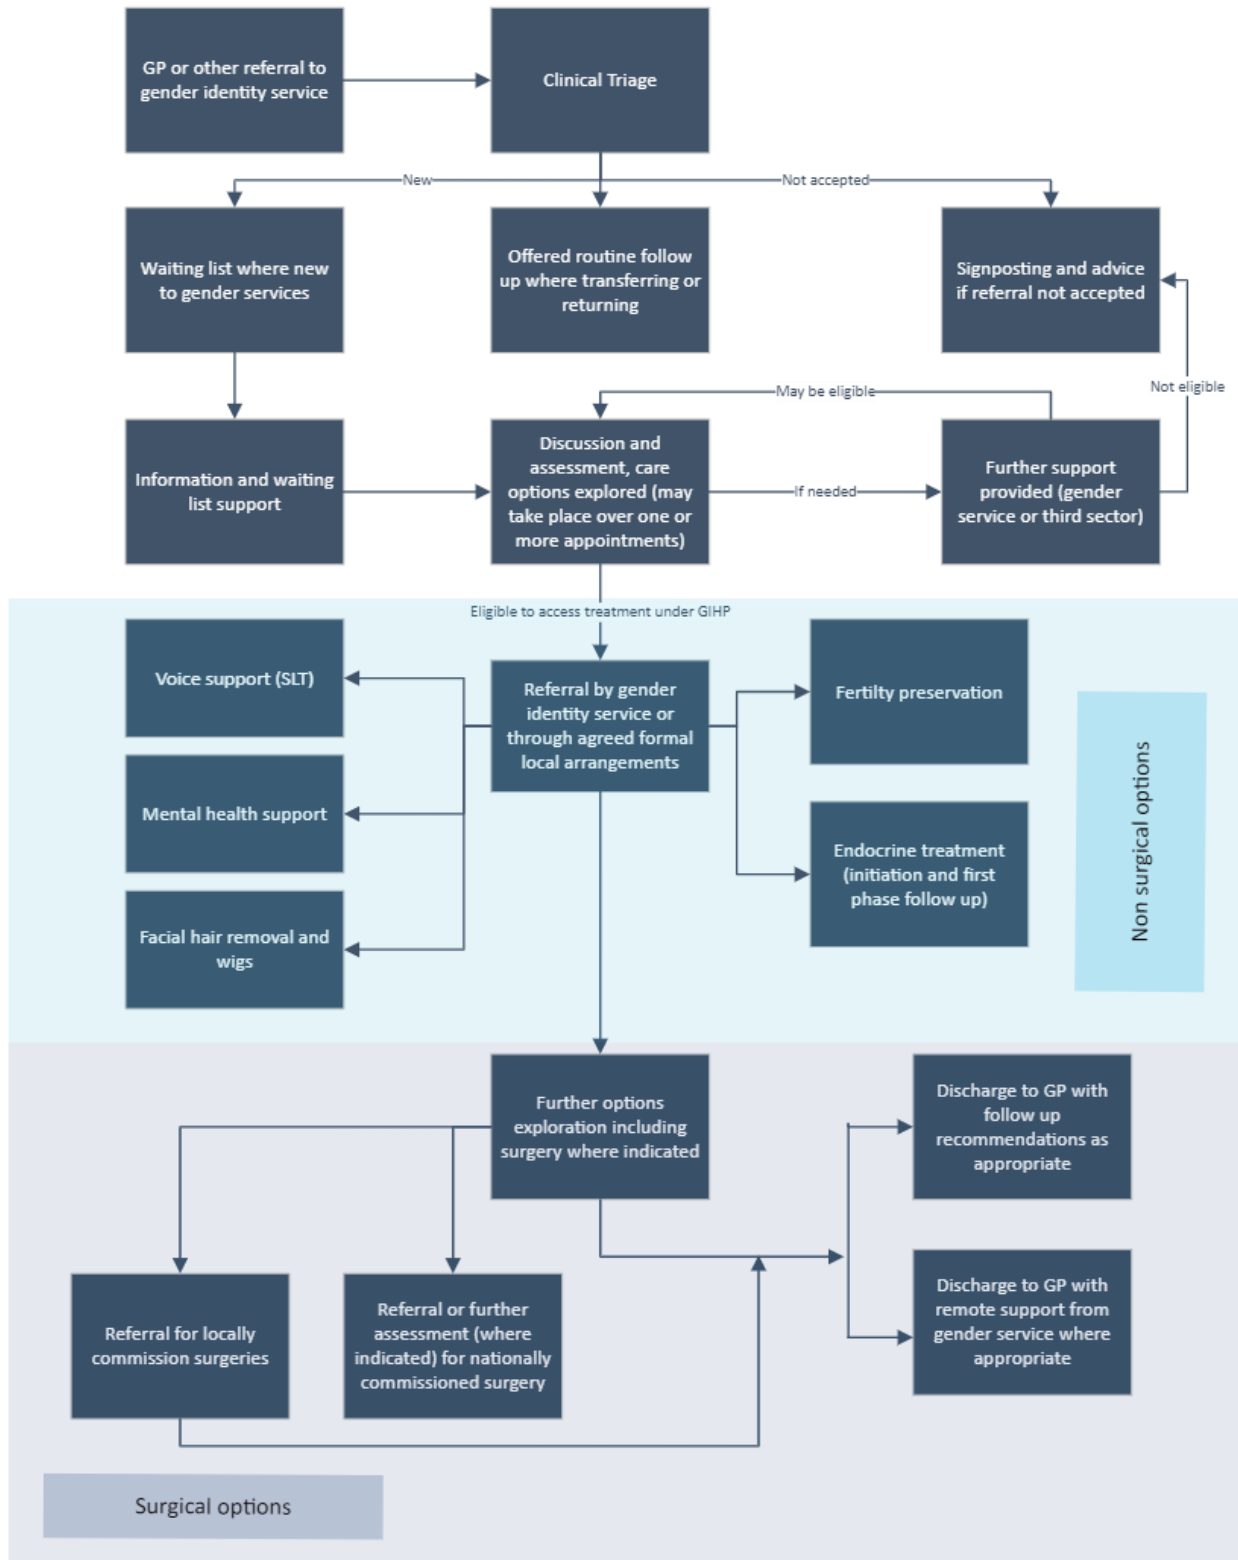 GP or other referral to
gender identity service
Clinical Triage
New
Not accepted
Waiting list where new
to gender services
Offered routine follow
up where transferring or
returning
Signposting and advice
if referral not accepted
May be eligible
Not eligible
Information and waiting
list support
Discussion and
assessment, care
options explored (may
take place over one or
more appointments)
If needed
Further support
provided (gender
service or third sector)
Eligible to access treatment under GIHP
Voice support (SLT)
Referral by gender
identity service or
through agreed formal
local arrangements
Fertilty preservation
Mental health support
Endocrine treatment
(initiation and first
phase follow up)
Non surgical options
Facial hair removal and
wigs
Further options
exploration including
surgery where indicated
Discharge to GP with
follow up
recommendations as
appropriate
Referral for locally
commission surgeries
Referral or further
assessment (where
indicated) for nationally
commissioned surgery
Discharge to GP with
remote support from
gender service where
appropriate
Surgical options